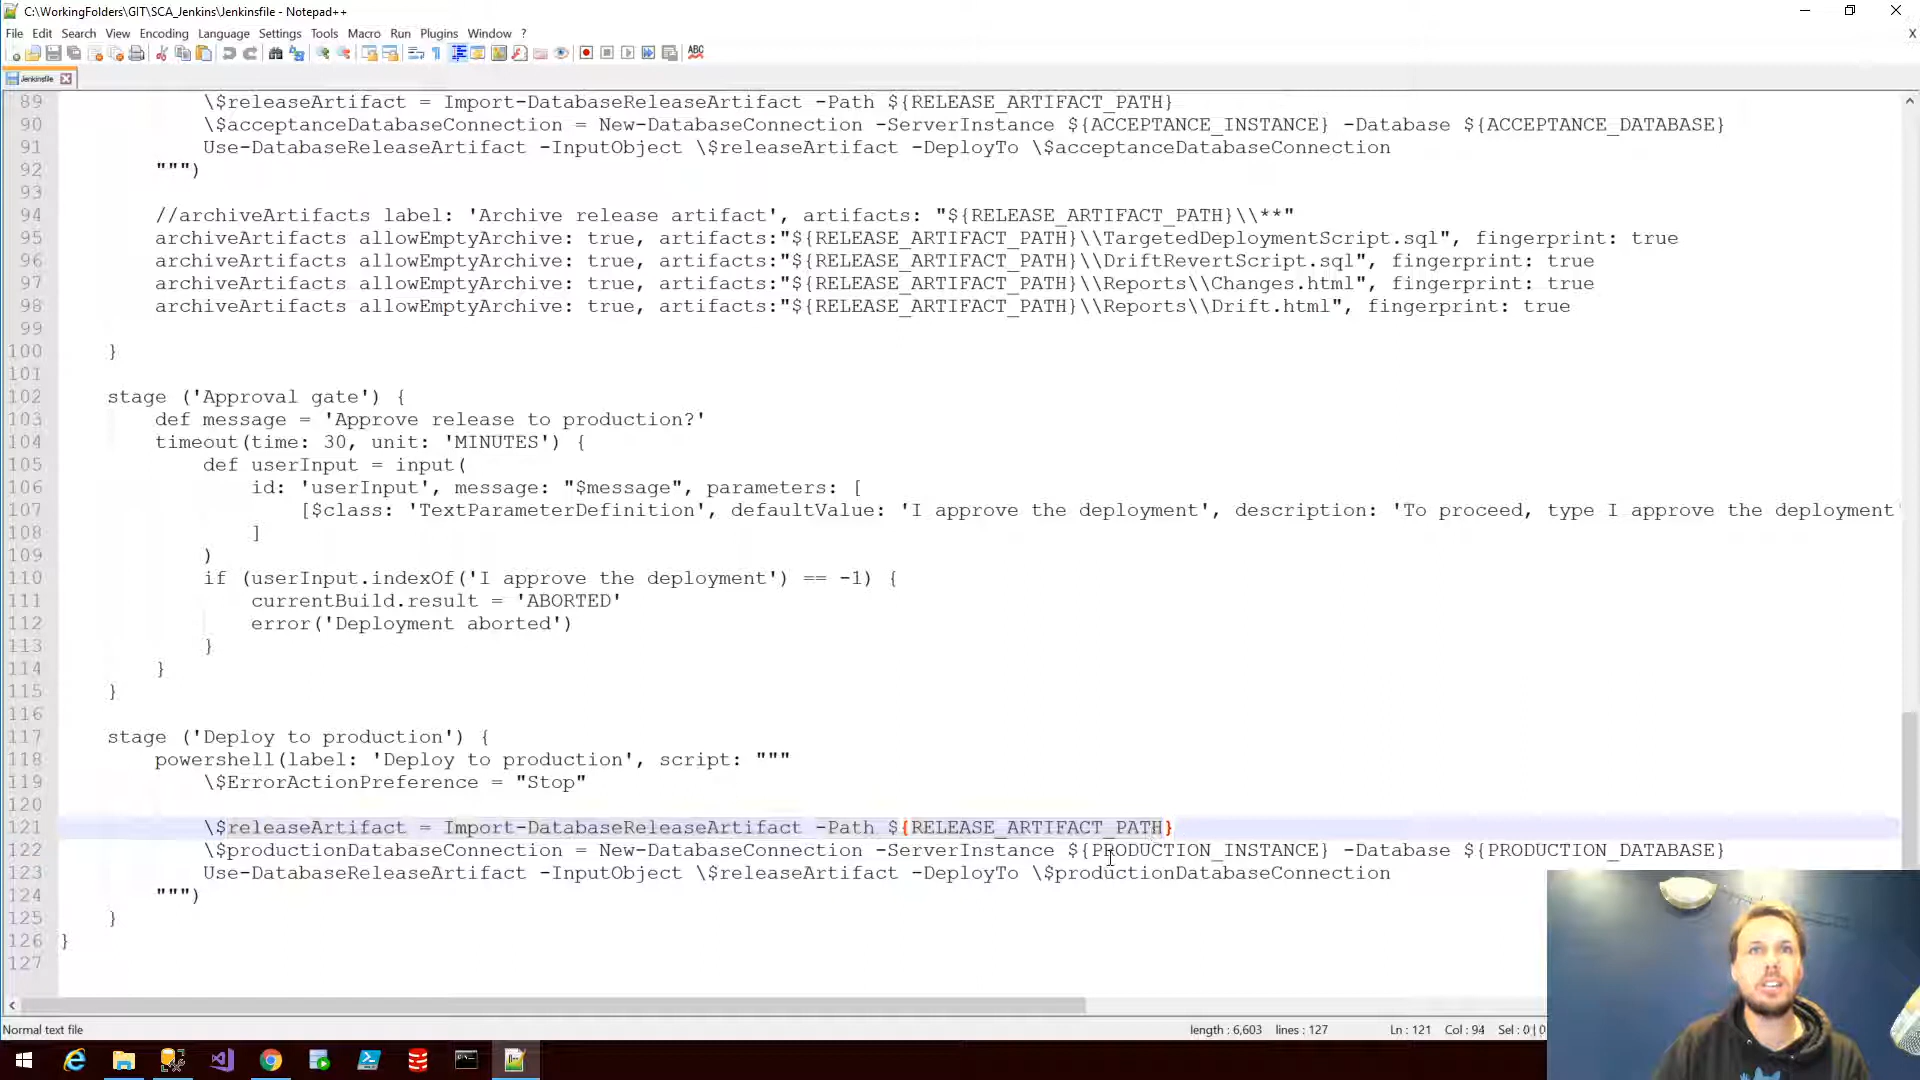 C:\WorkingFolders\GIT\SCA_Jenkins\Jenkinsfile - Notepad++
File Edit Search View Encoding Language Settings Tools Macro Run Plugins Window ? X
ABC
Jenkinsfile
89 \$releaseArtifact = Import-DatabaseReleaseArtifact -Path ${RELEASE_ARTIFACT_PATH}
90 \$acceptanceDatabaseConnection = New-DatabaseConnection -ServerInstance ${ACCEPTANCE_INSTANCE} -Database ${ACCEPTANCE_DATABASE}
91 Use-DatabaseReleaseArtifact -InputObject \$releaseArtifact -DeployTo \$acceptanceDatabaseConnection
92 """)
93
94 //archiveArtifacts label: 'Archive release artifact', artifacts: "${RELEASE_ARTIFACT_PATH}\\**"
95 archiveArtifacts allowEmptyArchive: true, artifacts:"${RELEASE_ARTIFACT_PATH}\\TargetedDeploymentScript.sql", fingerprint: true
96 archiveArtifacts allowEmptyArchive: true, artifacts:"${RELEASE_ARTIFACT_PATH}\\DriftRevertScript.sql", fingerprint: true
97 archiveArtifacts allowEmptyArchive: true, artifacts:"${RELEASE_ARTIFACT_PATH}\\Reports\\Changes.html", fingerprint: true
98 archiveArtifacts allowEmptyArchive: true, artifacts:"${RELEASE_ARTIFACT_PATH}\\Reports\\Drift.html", fingerprint: true
99
100 }
101
102 stage ('Approval gate') {
103 def message = 'Approve release to production?'
104 timeout(time: 30, unit: 'MINUTES') {
105 def userInput = input(
106 id: 'userInput', message: "$message", parameters: [
107 [$class: 'TextParameterDefinition', defaultValue: 'I approve the deployment', description: 'To proceed, type I approve the deployment'
108 ]
109 )
110 if (userInput.indexOf('I approve the deployment') == -1) {
111 currentBuild.result = 'ABORTED'
112 error('Deployment aborted')
113 }
114 }
115 }
116
117 stage ('Deploy to production') {
118 powershell(label: 'Deploy to production', script: """
119 \$ErrorActionPreference = "Stop"
120
121 \$releaseArtifact = Import-DatabaseReleaseArtifact -Path ${RELEASE_ARTIFACT_PATH}
122 \$productionDatabaseConnection = New-DatabaseConnection -ServerInstance ${PRODUCTION_INSTANCE} -Database ${PRODUCTION_DATABASE}
123 Use-DatabaseReleaseArtifact -InputObject \$releaseArtifact -DeployTo \$productionDatabaseConnection
124 """)
125 }
126 }
127
Normal text file length : 6,603 lines : 127 Ln : 121 Col : 94 Sel : 0 | 0